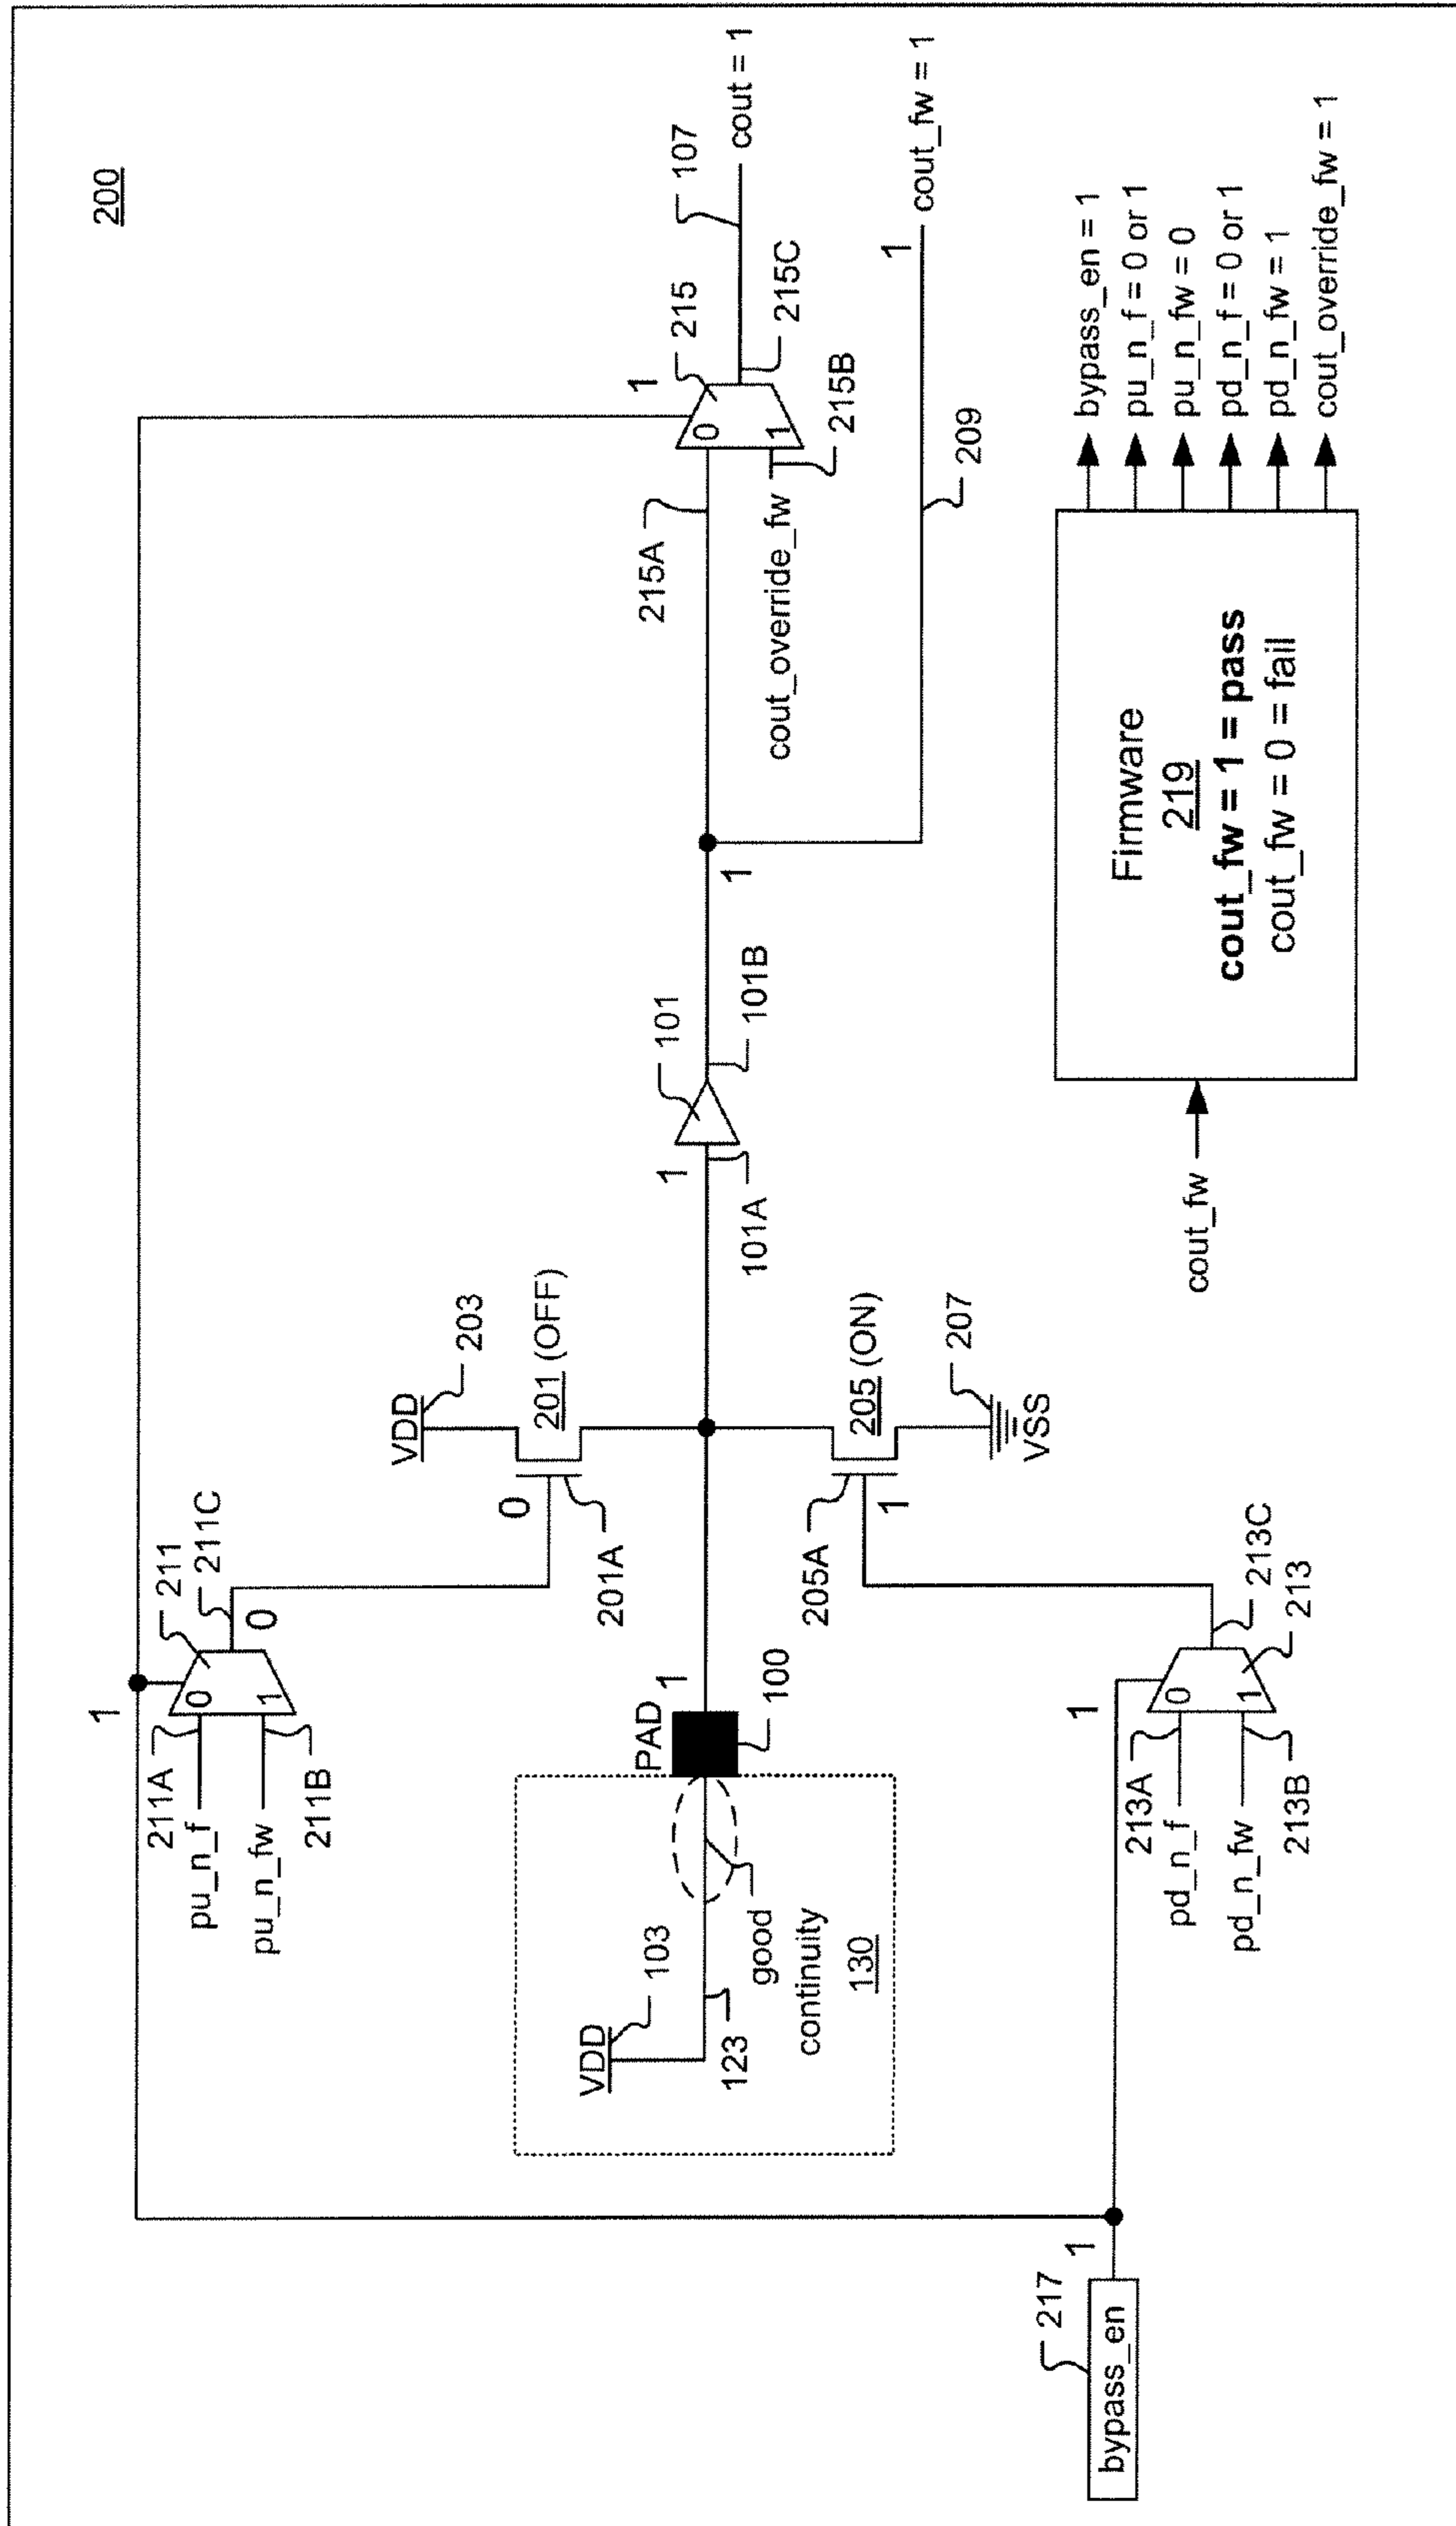 200
1
211A
pu_n_f
pu_n_fw
211B
0
1
211
211C
0
VDD
203
0
201 (OFF)
201A
VDD
103
123
good
continuity
130
PAD
1
100
205A
1
205 (ON)
207
VSS
1
101A
101
101B
1
215A
cout_override_fw
0
1
1
215
215B
215C
107
cout = 1
1
cout_fw = 1
209
217
bypass_en
1
1
213A
pd_n_f
pd_n_fw
213B
0
1
213C
213
cout_fw
Firmware
219
cout_fw = 1 = pass
cout_fw = 0 = fail
bypass_en = 1
pu_n_f = 0 or 1
pu_n_fw = 0
pd_n_f = 0 or 1
pd_n_fw = 1
cout_override_fw = 1